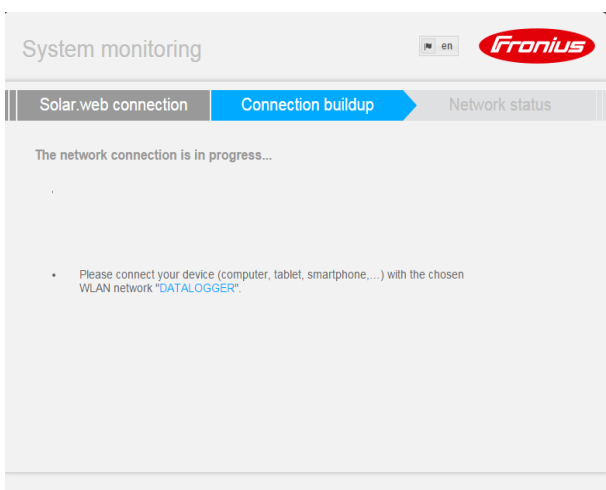 System monitoring
en
Fronius
Solar.web connection
Connection buildup
Network status
The network connection is in progress...
• Please connect your device (computer, tablet, smartphone,...) with the chosen
WLAN network "DATALOGGER".